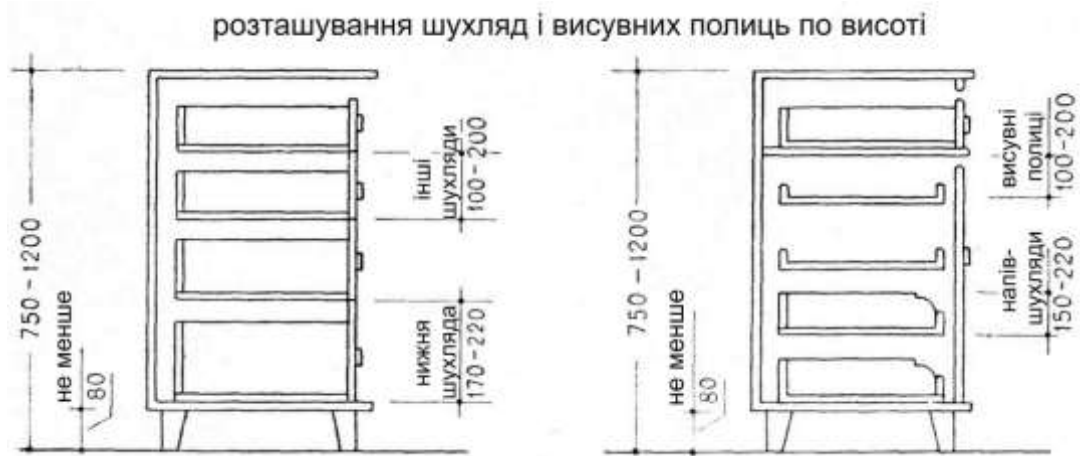 розташування шухляд і висувних полиць по висоті
750 - 1200
не менше
80
інші
шухляди
100-200
нижня
шухляда
170-220
750 - 1200
не менше
80
висувні
полиці
100-200
напів-
шухляди
150-220